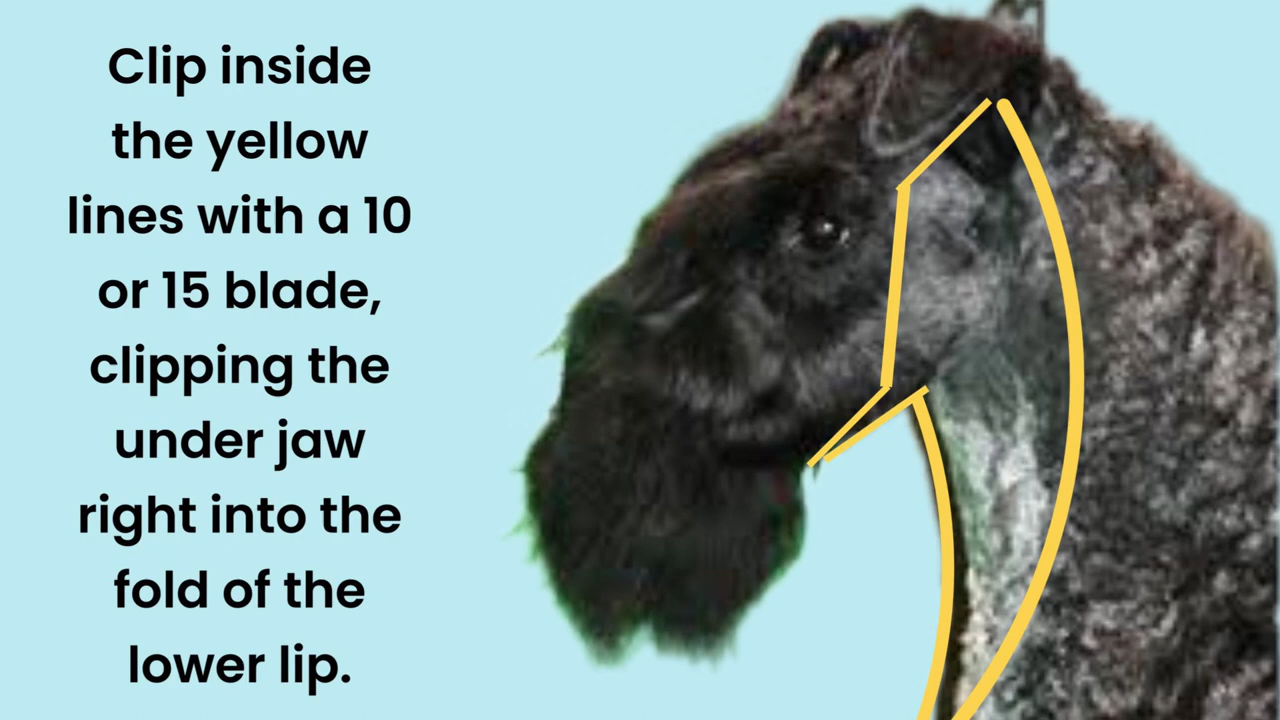 Clip inside
the yellow
lines with a 10
or 15 blade,
clipping the
under jaw
right into the
fold of the
lower lip.